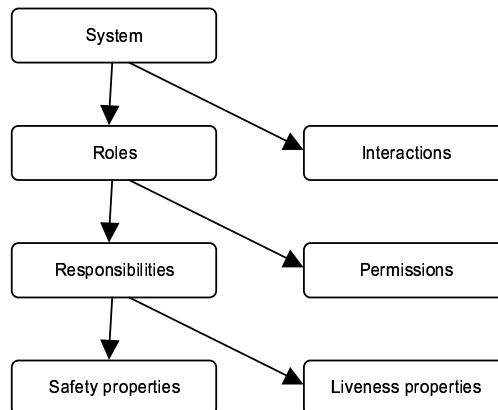 System
Roles
Interactions
Responsibilities
Permissions
Safety properties
Liveness properties